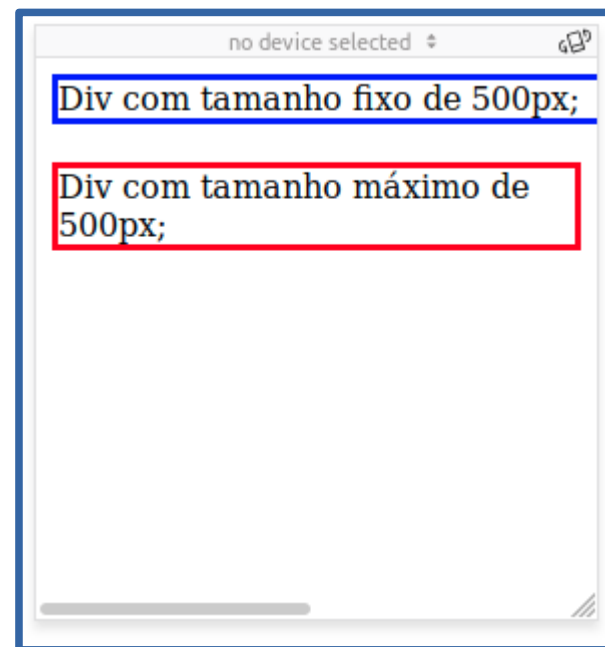 no device selected
Div com tamanho fixo de 500px;
Div com tamanho máximo de
500px;